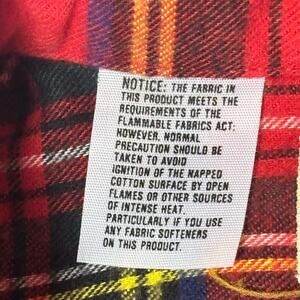 NOTICE: THE FABRIC IN
THIS PRODUCT MEETS THE
REQUIREMENTS OF THE
FLAMMABLE FABRICS ACT;
HOWEVER, NORMAL
PRECAUTION SHOULD BE
TAKEN TO AVOID
IGNITION OF THE NAPPED
COTTON SURFACE BY OPEN
FLAMES OR OTHER SOURCES
OF INTENSE HEAT.
PARTICULARLY IF YOU USE
ANY FABRIC SOFTENERS
ON THIS PRODUCT.